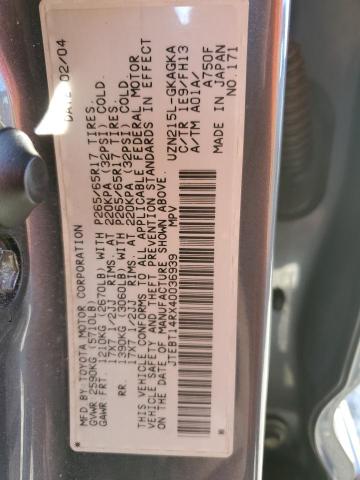 MFD BY: TOYOTA MOTOR CORPORATION DATE: 02/04
GVWR 2590KG (5710LB)
GAWR FRT. 1210KG (2670LB) WITH P265/65R17 TIRES.
17X7 1/2JJ RIMS. AT 220KPA (32PSI) COLD.
RR. 1390KG (3060LB) WITH P265/65R17 TIRES.
17X7 1/2JJ RIMS. AT 220KPA (32PSI) COLD.
THIS VEHICLE CONFORMS TO ALL APPLICABLE FEDERAL MOTOR
VEHICLE SAFETY AND THEFT PREVENTION STANDARDS IN EFFECT
ON THE DATE OF MANUFACTURE SHOWN ABOVE.
* JTEBT14RX40036939 *
MPV
UZN215L-GKAGKA
C/TR 1E9/FH13
A/TM A01A/
A750F
MADE IN JAPAN
NO.171